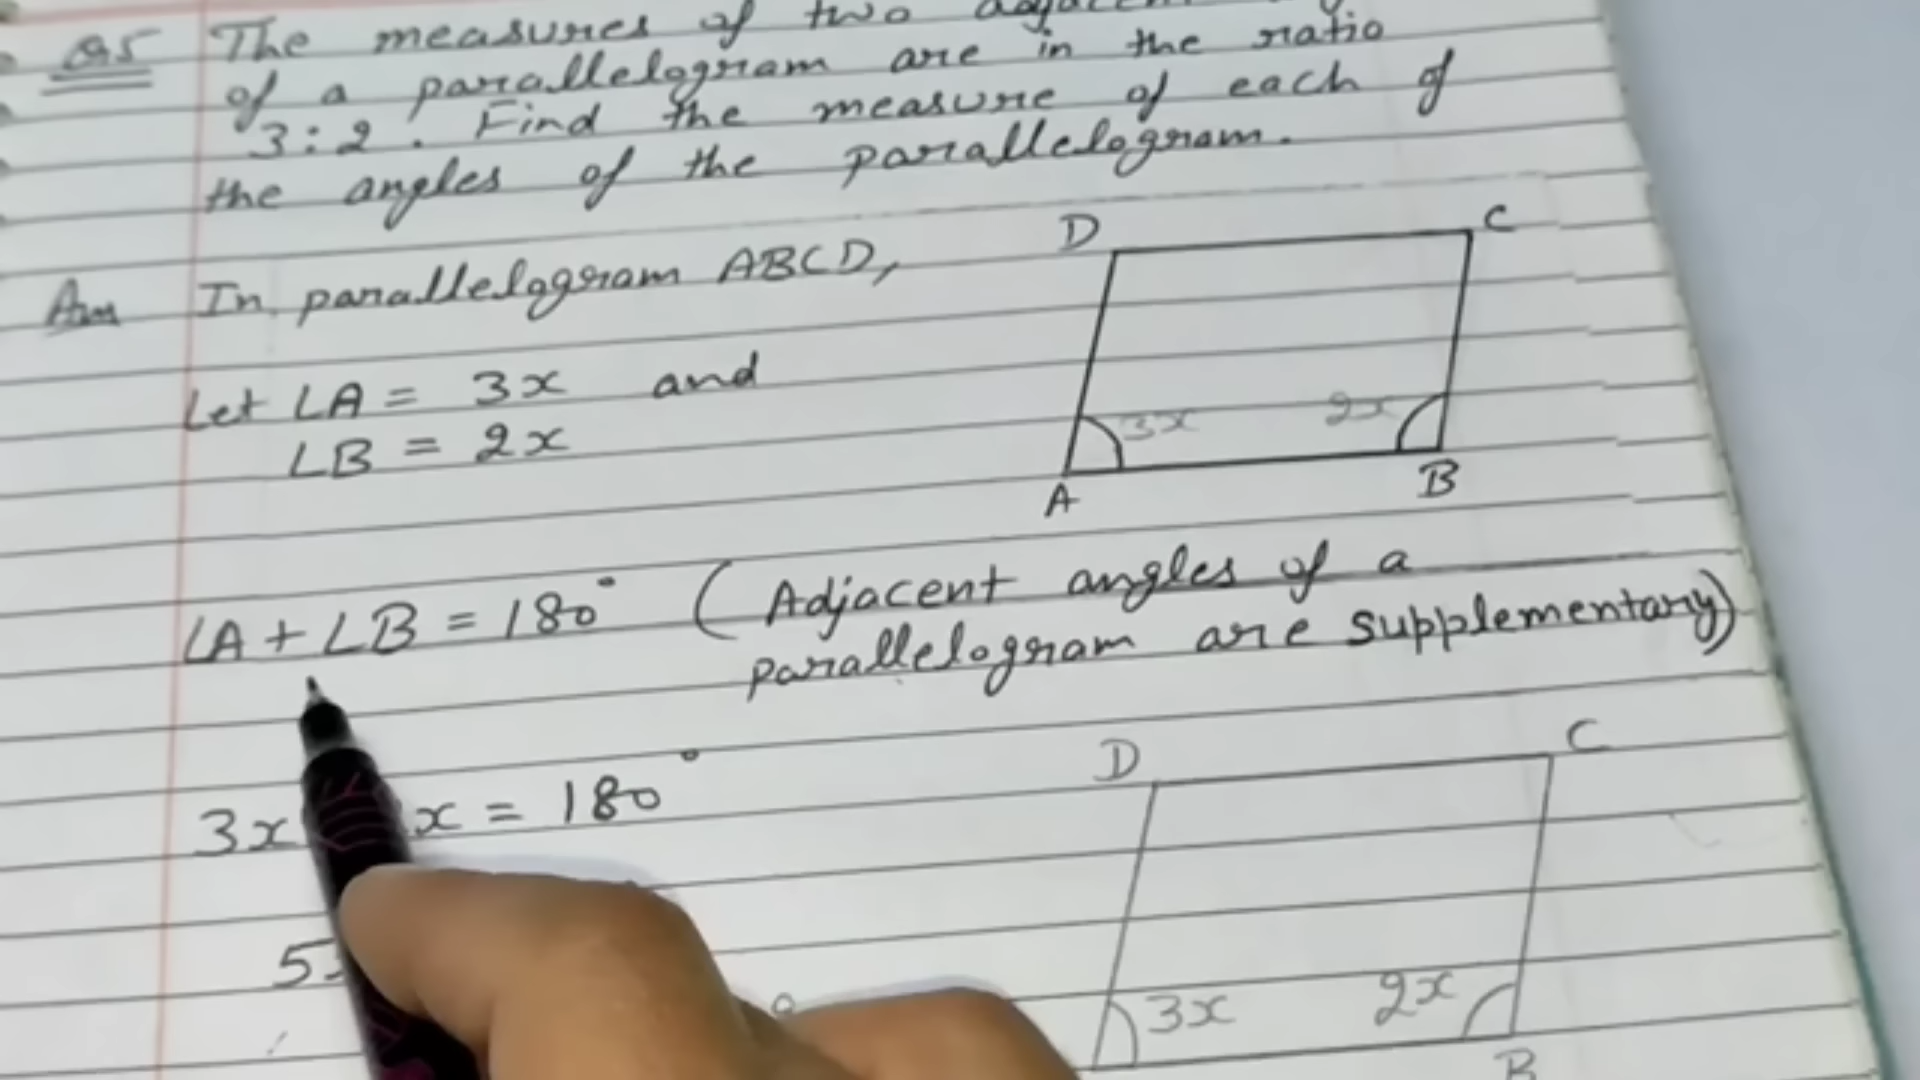 Q.5 The measures of two
of a parallelogram are in the ratio
3:2. Find the measure of each of
the angles of the parallelogram.
Ans In parallelogram ABCD,
Let ∠A = 3x and
∠B = 2x
D C
3x 2x
A B
∠A + ∠B = 180° (Adjacent angles of a
parallelogram are supplementary)
3x x = 180°
5
D C
3x 2x
B